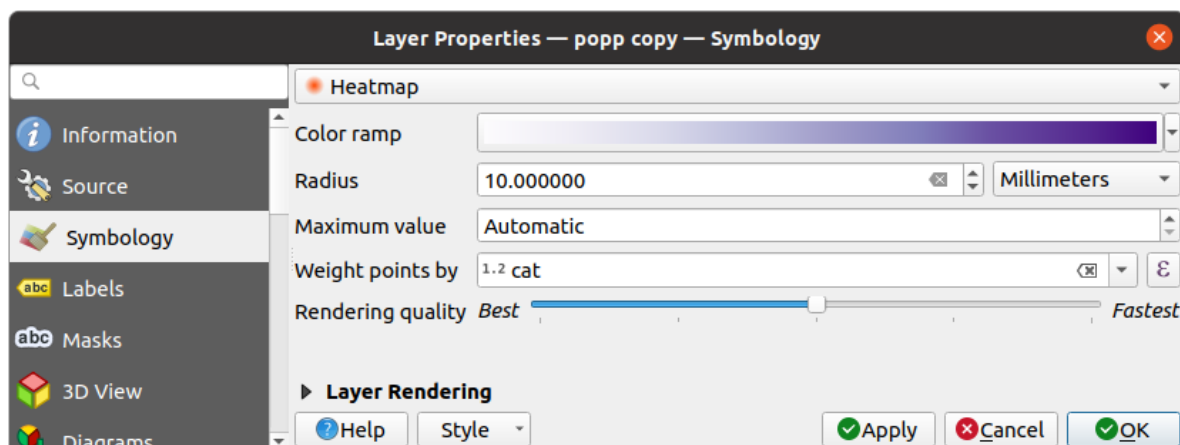 Layer Properties — popp copy — Symbology
Heatmap
Information
Color ramp
Source
Radius 10.000000 Millimeters
Symbology
Maximum value Automatic
Weight points by 1.2 cat ε
abc Labels
Rendering quality Best Fastest
abc Masks
3D View
Layer Rendering
Diagrams
Help Style Apply Cancel OK